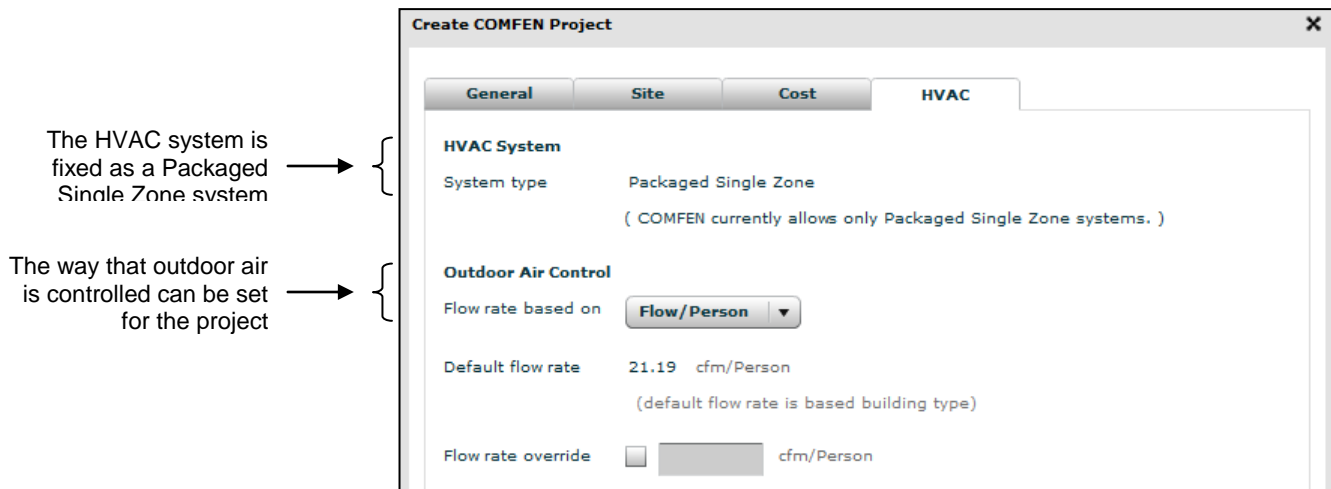 Create COMFEN Project
General Site Cost HVAC
The HVAC system is
fixed as a Packaged
Single Zone system
HVAC System
System type Packaged Single Zone
( COMFEN currently allows only Packaged Single Zone systems. )
The way that outdoor air
is controlled can be set
for the project
Outdoor Air Control
Flow rate based on Flow/Person
Default flow rate 21.19 cfm/Person
(default flow rate is based building type)
Flow rate override cfm/Person